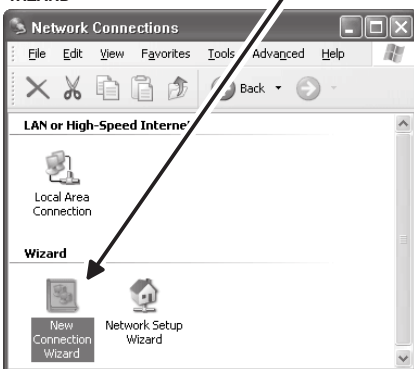 Network Connections
File Edit View Favorites Tools Advanced Help
Back
LAN or High-Speed Interne
Local Area
Connection
Wizard
New
Connection
Wizard
Network Setup
Wizard